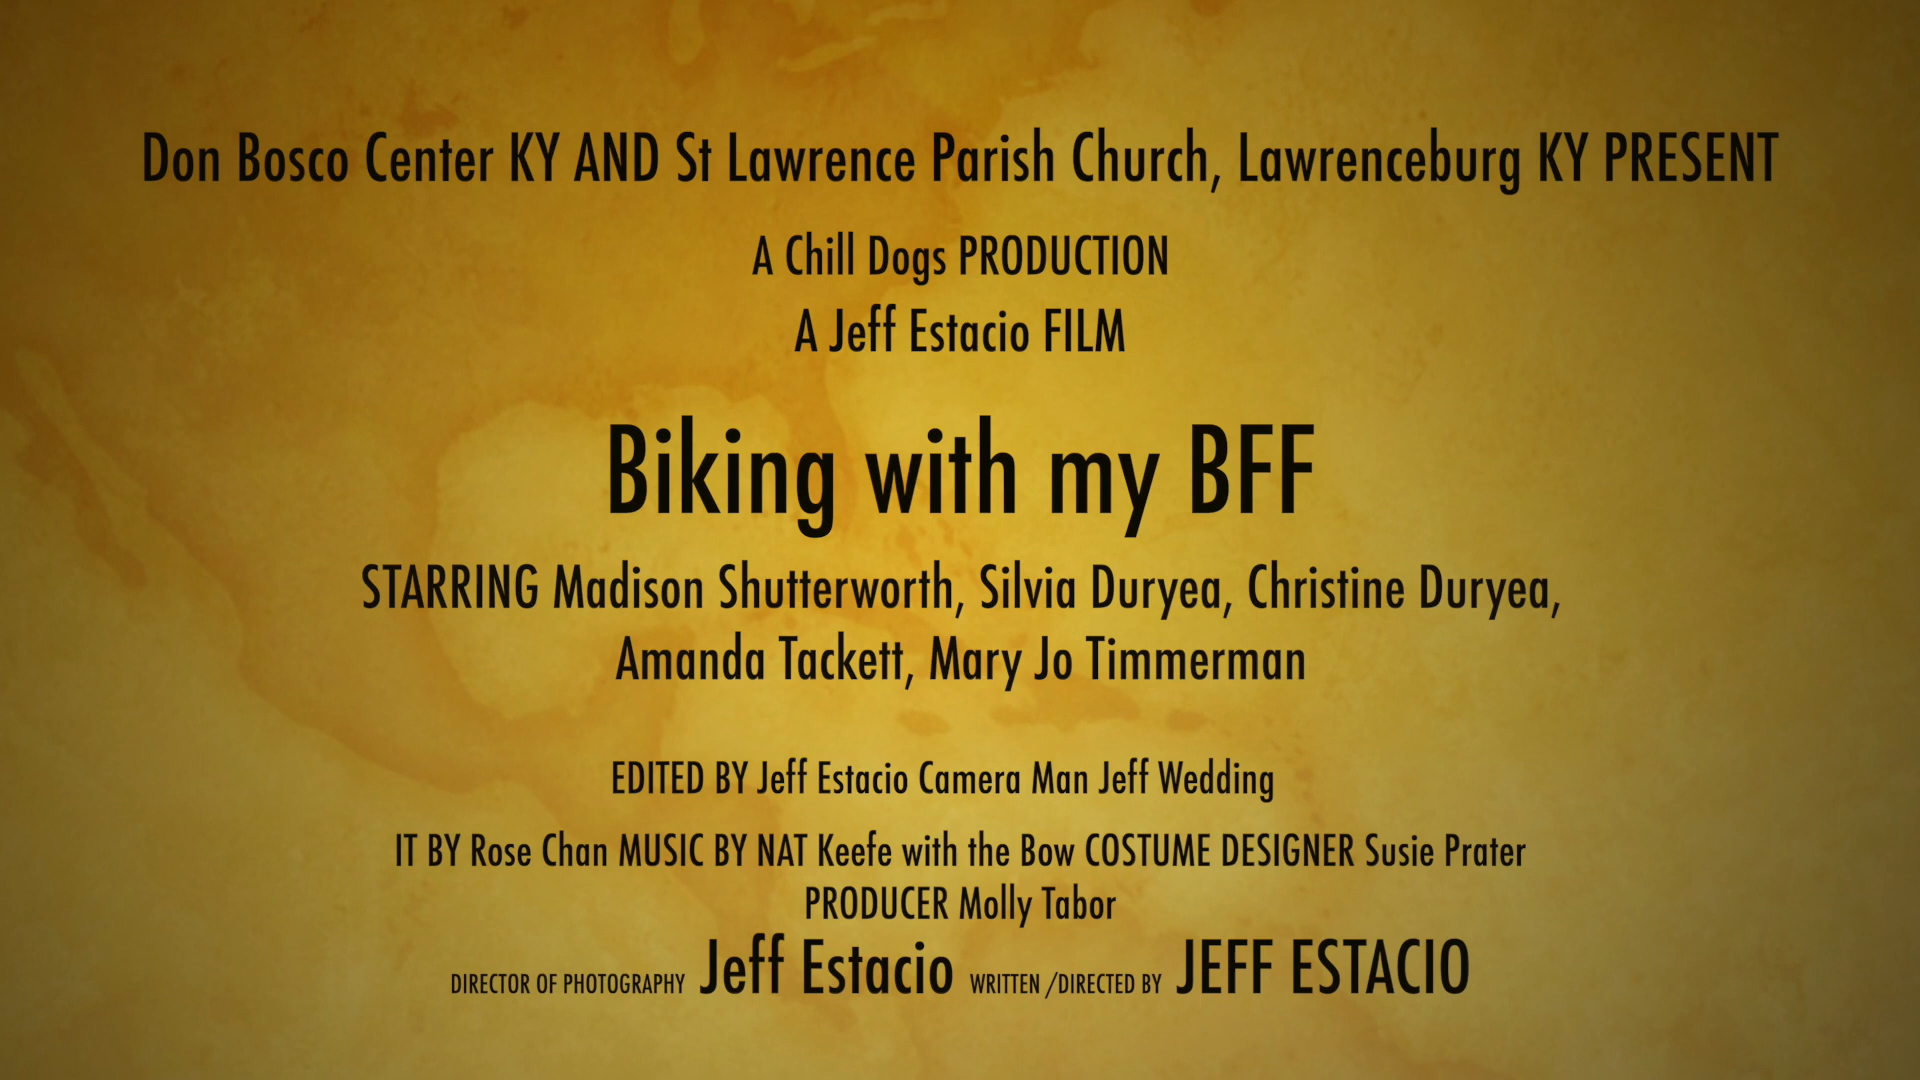 Don Bosco Center KY AND St Lawrence Parish Church, Lawrenceburg KY PRESENT
A Chill Dogs PRODUCTION
A Jeff Estacio FILM
Biking with my BFF
STARRING Madison Shutterworth, Silvia Duryea, Christine Duryea,
Amanda Tackett, Mary Jo Timmerman
EDITED BY Jeff Estacio Camera Man Jeff Wedding
IT BY Rose Chan MUSIC BY NAT Keefe with the Bow COSTUME DESIGNER Susie Prater
PRODUCER Molly Tabor
DIRECTOR OF PHOTOGRAPHY Jeff Estacio WRITTEN /DIRECTED BY JEFF ESTACIO